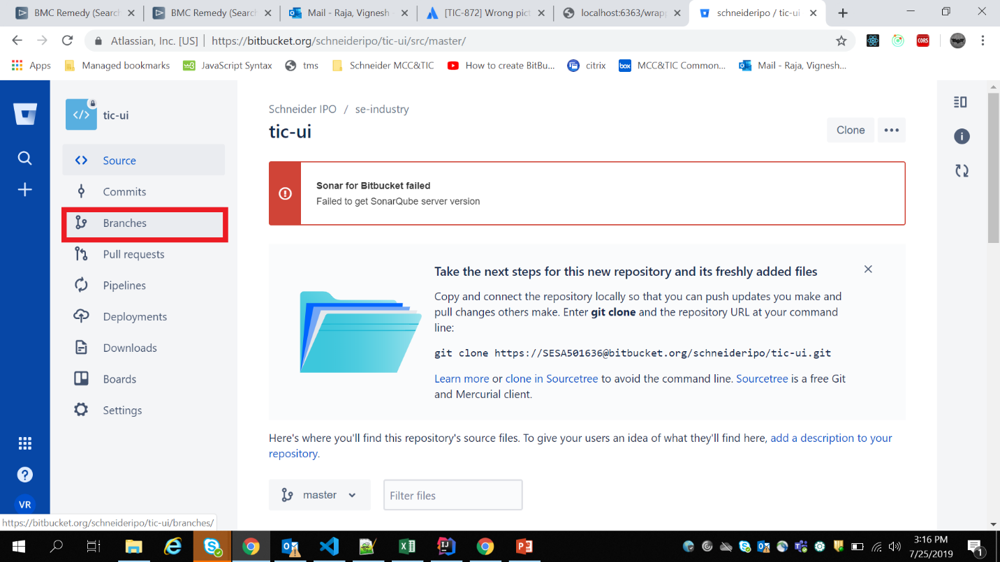 BMC Remedy (Search
BMC Remedy (Search
Mail - Raja, Vignesh -
[TIC-872] Wrong pict
localhost:6363/wrapp
schneideripo / tic-ui
Atlassian, Inc. [US] | https://bitbucket.org/schneideripo/tic-ui/src/master/
CORS
Apps
Managed bookmarks
w3
JavaScript Syntax
tms
Schneider MCC&TIC
How to create BitBu...
citrix
box
MCC&TIC Common...
Mail - Raja, Vignesh...
</>
tic-ui
Source
Commits
Branches
Pull requests
Pipelines
Deployments
Downloads
Boards
Settings
VR
https://bitbucket.org/schneideripo/tic-ui/branches/
Schneider IPO / se-industry
tic-ui
Clone
Sonar for Bitbucket failed
Failed to get SonarQube server version
Take the next steps for this new repository and its freshly added files
Copy and connect the repository locally so that you can push updates you make and
pull changes others make. Enter git clone and the repository URL at your command
line:
git clone https://SESA501636@bitbucket.org/schneideripo/tic-ui.git
Learn more or clone in Sourcetree to avoid the command line. Sourcetree is a free Git
and Mercurial client.
Here's where you'll find this repository's source files. To give your users an idea of what they'll find here, add a description to your
repository.
master
Filter files
3:16 PM
7/25/2019
1